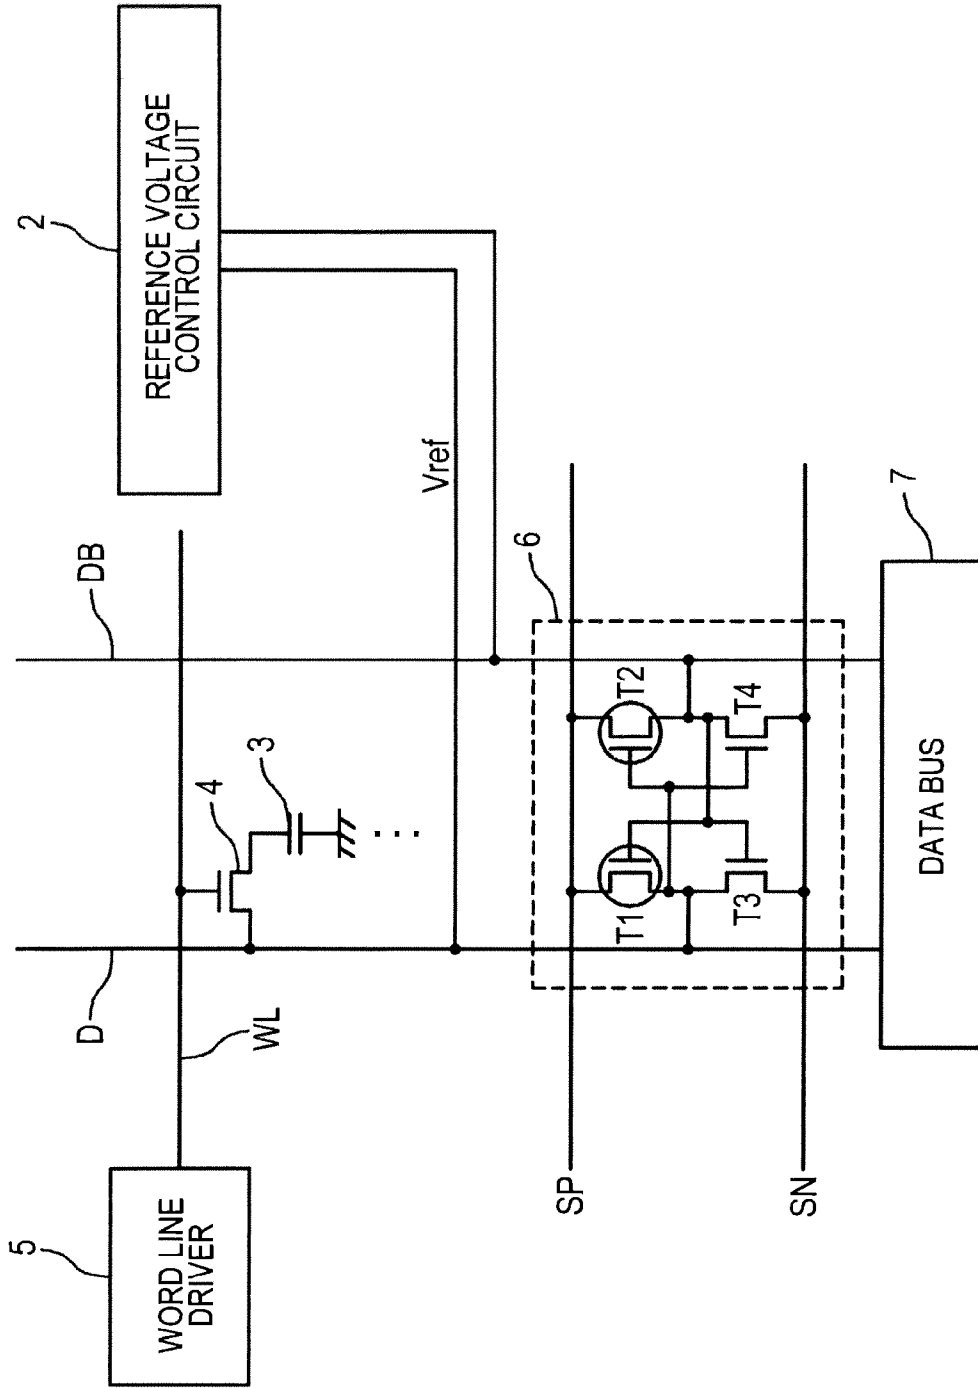 2
REFERENCE VOLTAGE
CONTROL CIRCUIT
Vref
DB
D
WL
5
WORD LINE
DRIVER
4
3
6
T1
T2
T3
T4
SP
SN
7
DATA BUS